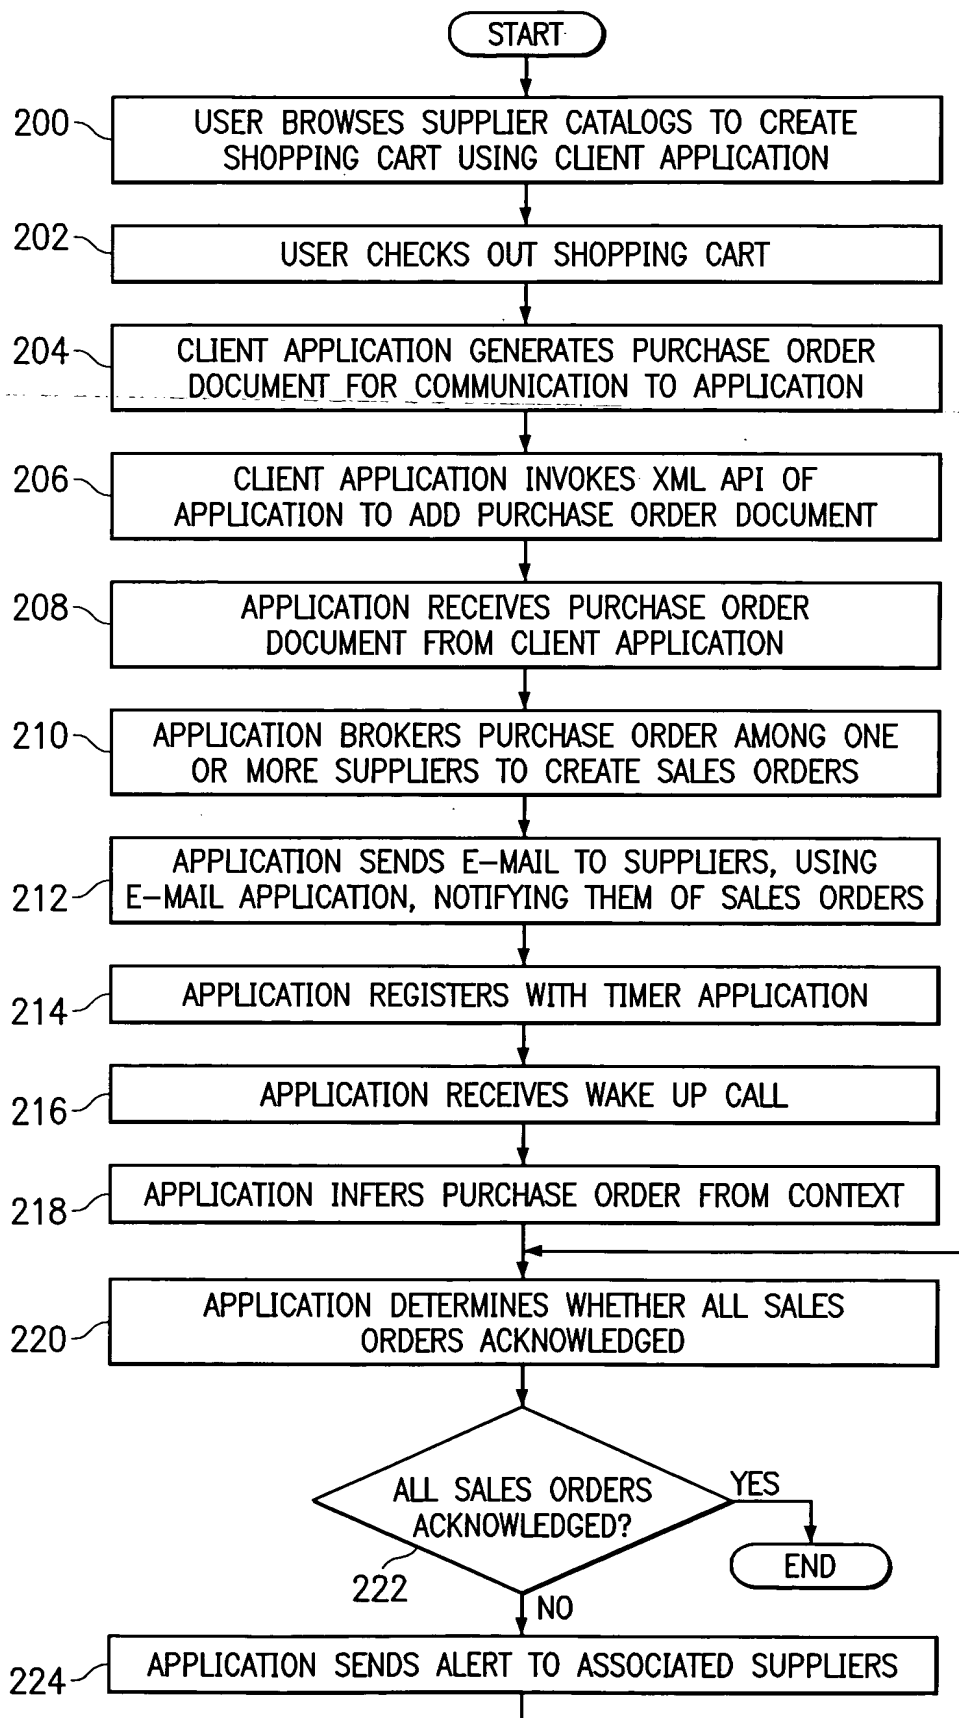 START
200
USER BROWSES SUPPLIER CATALOGS TO CREATE
SHOPPING CART USING CLIENT APPLICATION
202
USER CHECKS OUT SHOPPING CART
204
CLIENT APPLICATION GENERATES PURCHASE ORDER
DOCUMENT FOR COMMUNICATION TO APPLICATION
206
CLIENT APPLICATION INVOKES XML API OF
APPLICATION TO ADD PURCHASE ORDER DOCUMENT
208
APPLICATION RECEIVES PURCHASE ORDER
DOCUMENT FROM CLIENT APPLICATION
210
APPLICATION BROKERS PURCHASE ORDER AMONG ONE
OR MORE SUPPLIERS TO CREATE SALES ORDERS
212
APPLICATION SENDS E-MAIL TO SUPPLIERS, USING
E-MAIL APPLICATION, NOTIFYING THEM OF SALES ORDERS
214
APPLICATION REGISTERS WITH TIMER APPLICATION
216
APPLICATION RECEIVES WAKE UP CALL
218
APPLICATION INFERS PURCHASE ORDER FROM CONTEXT
220
APPLICATION DETERMINES WHETHER ALL SALES
ORDERS ACKNOWLEDGED
ALL SALES ORDERS
ACKNOWLEDGED?
YES
END
222
NO
224
APPLICATION SENDS ALERT TO ASSOCIATED SUPPLIERS